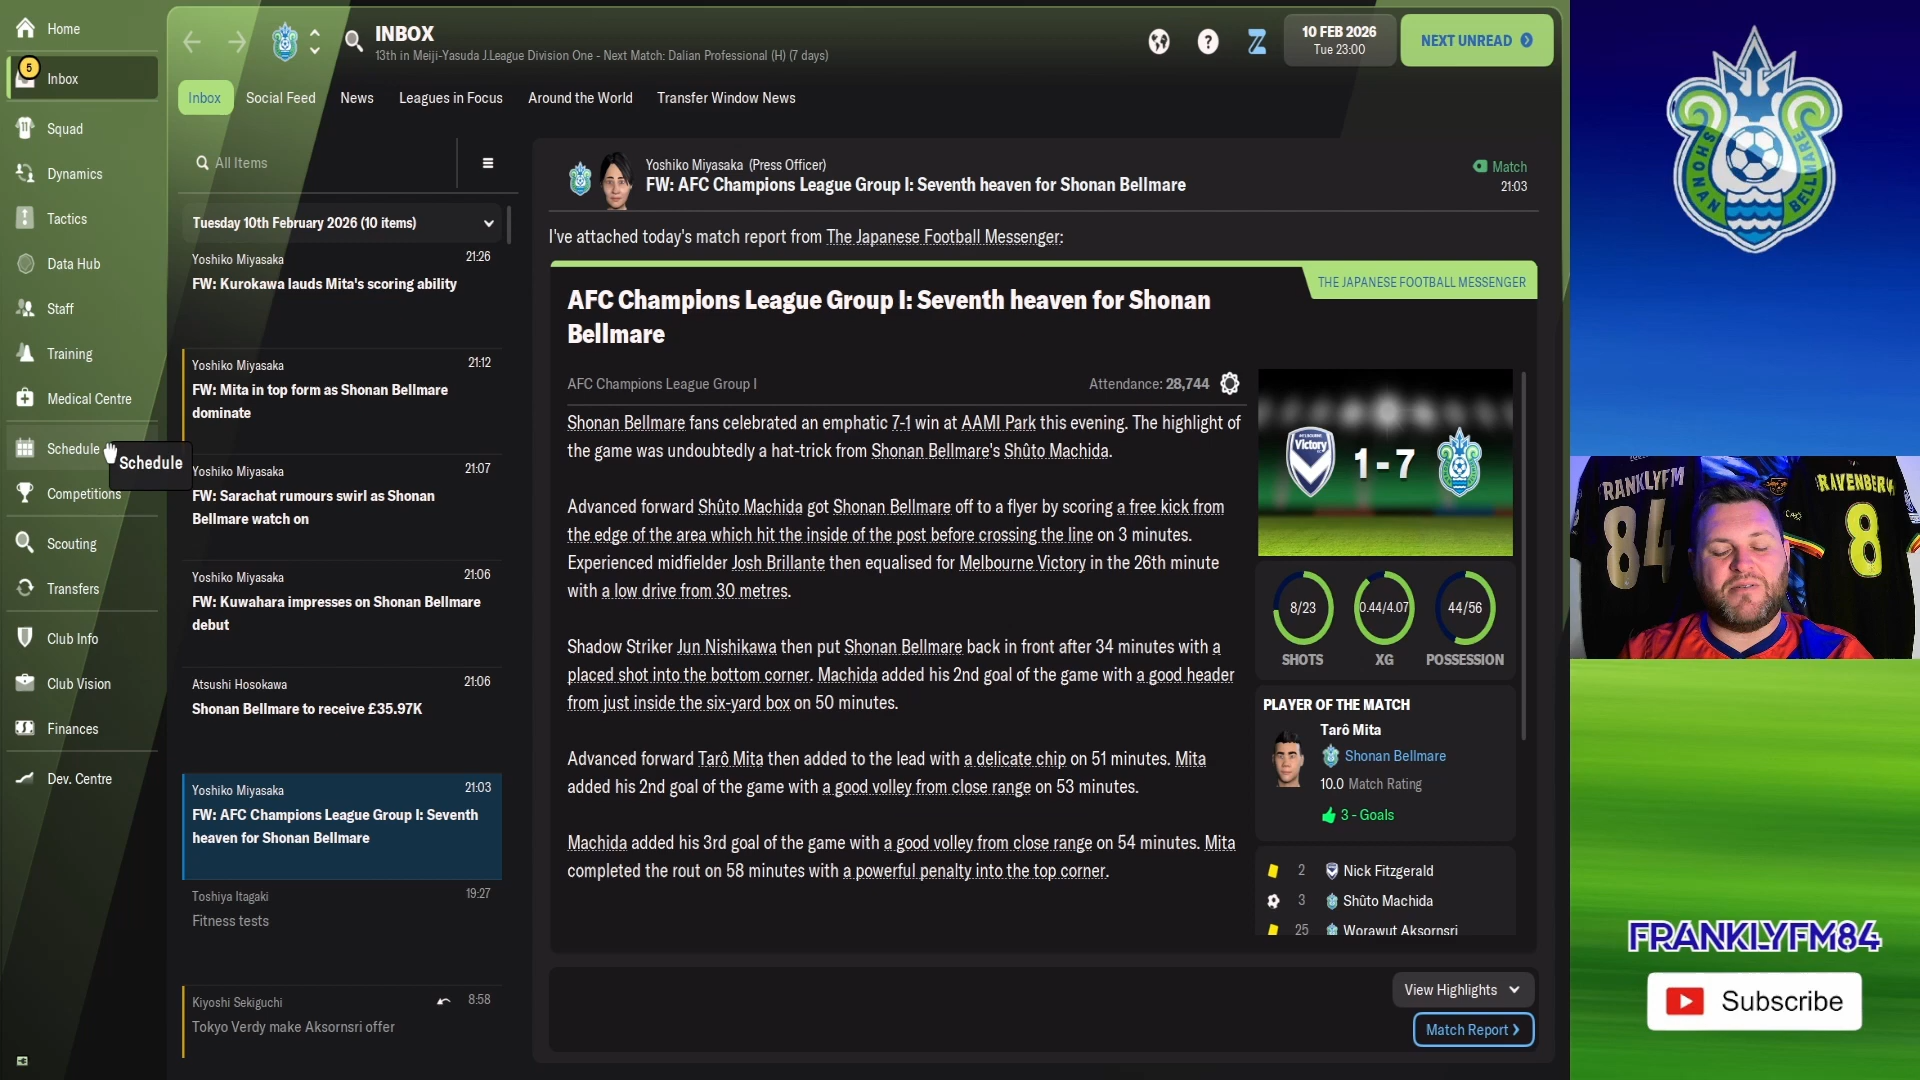 Home
5
Inbox
Squad
Dynamics
Tactics
Data Hub
Staff
Training
Medical Centre
Schedule
Schedule
Competitions
Scouting
Transfers
Club Info
Club Vision
Finances
Dev. Centre
INBOX
13th in Meiji-Yasuda J.League Division One - Next Match: Dalian Professional (H) (7 days)
?
10 FEB 2026
Tue 23:00
NEXT UNREAD
Inbox Social Feed News Leagues in Focus Around the World Transfer Window News
All Items
Tuesday 10th February 2026 (10 items)
Yoshiko Miyasaka 21:26
FW: Kurokawa lauds Mita's scoring ability
Yoshiko Miyasaka 21:12
FW: Mita in top form as Shonan Bellmare
dominate
Yoshiko Miyasaka 21:07
FW: Sarachat rumours swirl as Shonan
Bellmare watch on
Yoshiko Miyasaka 21:06
FW: Kuwahara impresses on Shonan Bellmare
debut
Atsushi Hosokawa 21:06
Shonan Bellmare to receive £35.97K
Yoshiko Miyasaka 21:03
FW: AFC Champions League Group I: Seventh
heaven for Shonan Bellmare
Toshiya Itagaki 19:27
Fitness tests
Kiyoshi Sekiguchi 8:58
Tokyo Verdy make Aksornsri offer
Yoshiko Miyasaka (Press Officer)
FW: AFC Champions League Group I: Seventh heaven for Shonan Bellmare
Match
21:03
I've attached today's match report from The Japanese Football Messenger:
THE JAPANESE FOOTBALL MESSENGER
AFC Champions League Group I: Seventh heaven for Shonan
Bellmare
AFC Champions League Group I Attendance: 28,744
Shonan Bellmare fans celebrated an emphatic 7-1 win at AAMI Park this evening. The highlight of
the game was undoubtedly a hat-trick from Shonan Bellmare's Shûto Machida.
Advanced forward Shûto Machida got Shonan Bellmare off to a flyer by scoring a free kick from
the edge of the area which hit the inside of the post before crossing the line on 3 minutes.
Experienced midfielder Josh Brillante then equalised for Melbourne Victory in the 26th minute
with a low drive from 30 metres.
Shadow Striker Jun Nishikawa then put Shonan Bellmare back in front after 34 minutes with a
placed shot into the bottom corner. Machida added his 2nd goal of the game with a good header
from just inside the six-yard box on 50 minutes.
Advanced forward Tarô Mita then added to the lead with a delicate chip on 51 minutes. Mita
added his 2nd goal of the game with a good volley from close range on 53 minutes.
Machida added his 3rd goal of the game with a good volley from close range on 54 minutes. Mita
completed the rout on 58 minutes with a powerful penalty into the top corner.
Victory
1 - 7
8/23 0.44/4.07 44/56
SHOTS XG POSSESSION
PLAYER OF THE MATCH
Tarô Mita
Shonan Bellmare
10.0 Match Rating
3 - Goals
2 Nick Fitzgerald
3 Shûto Machida
25 Worawut Aksornsri
View Highlights
Match Report
SHONAN BELLMARE
FRANKLYFM
84
RAVENBERG
8
FRANKLYFM84
Subscribe